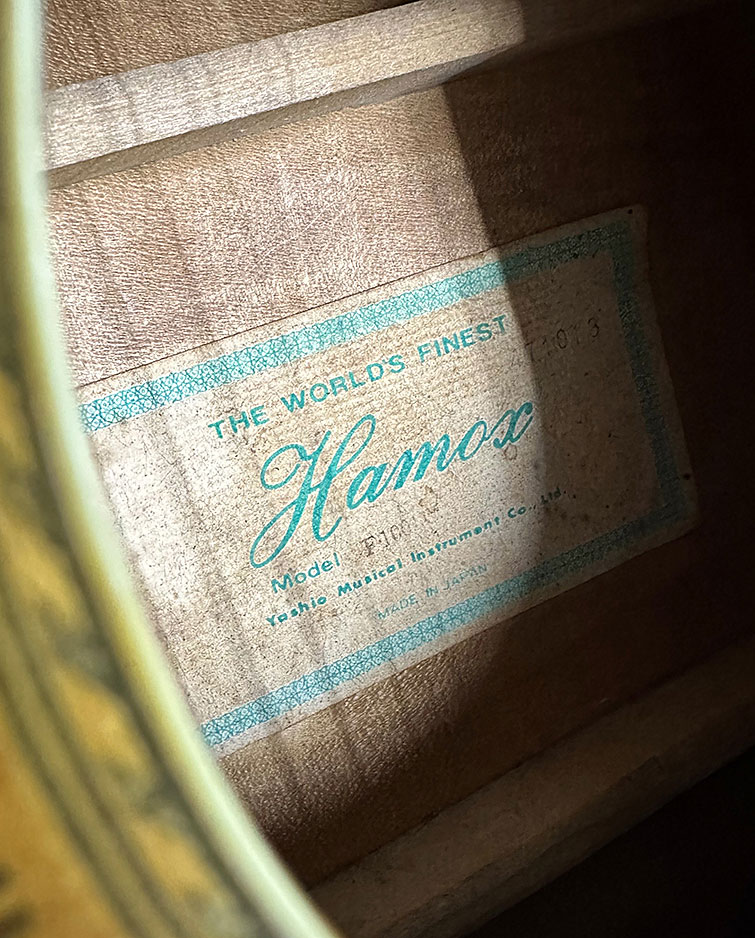 THE WORLD'S FINEST
Hamox
Model
Yashio Musical Instrument Co., Ltd.
MADE IN JAPAN